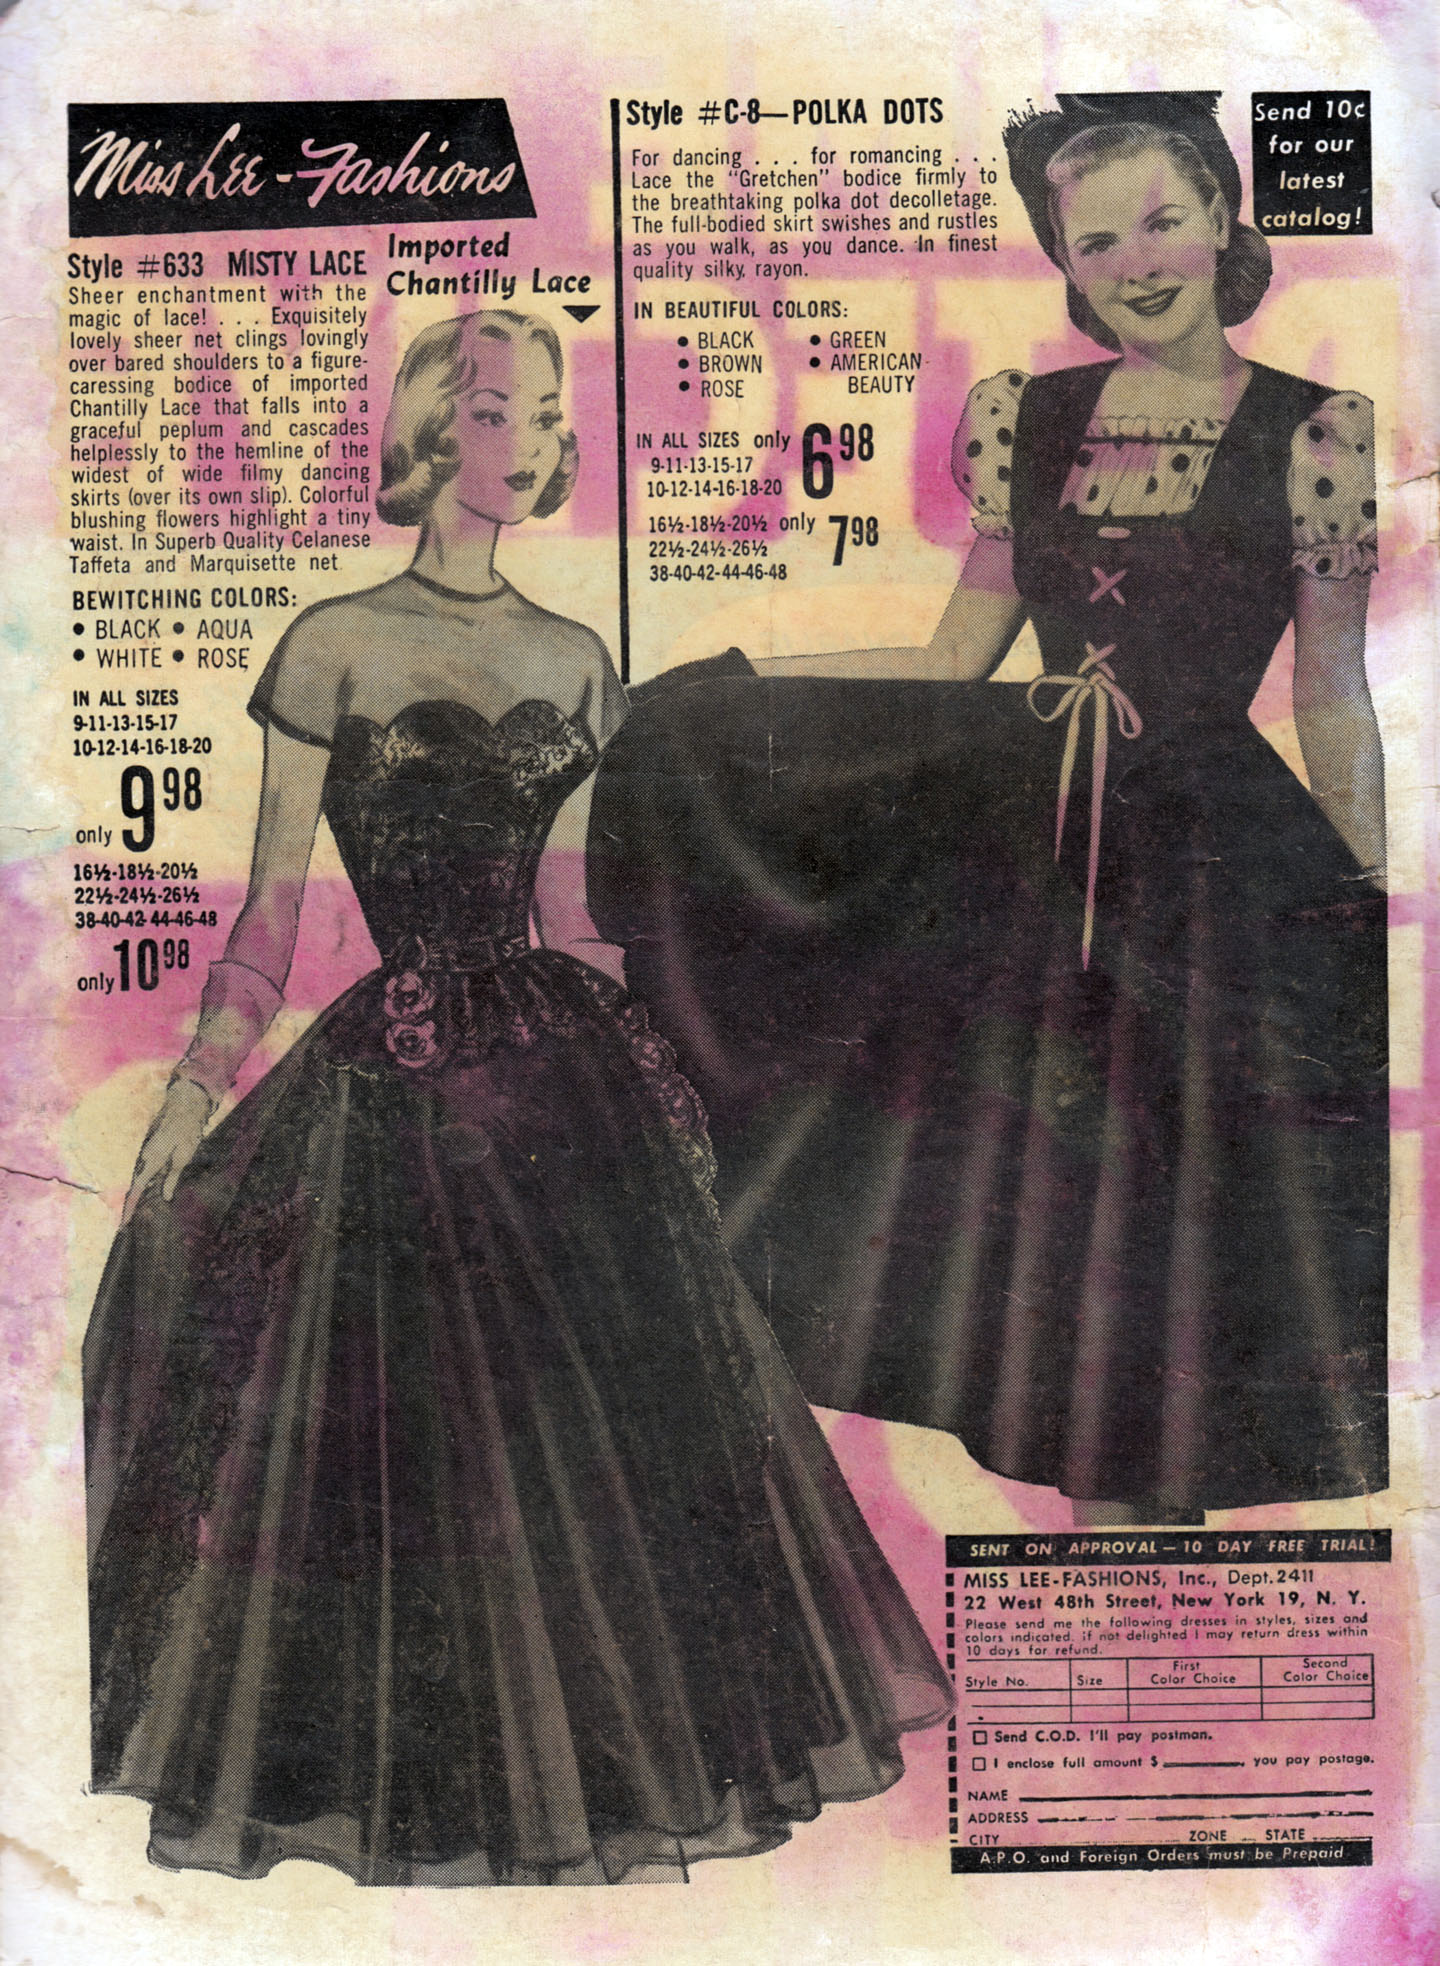 Miss Lee-Fashions
Style #633 MISTY LACE
Imported
Chantilly Lace
Sheer enchantment with the
magic of lace! . . . Exquisitely
lovely sheer net clings lovingly
over bared shoulders to a figure-
caressing bodice of imported
Chantilly Lace that falls into a
graceful peplum and cascades
helplessly to the hemline of the
widest of wide filmy dancing
skirts (over its own slip). Colorful
blushing flowers highlight a tiny
waist. In Superb Quality Celanese
Taffeta and Marquisette net.
BEWITCHING COLORS:
• BLACK • AQUA
• WHITE • ROSE
IN ALL SIZES
9-11-13-15-17
10-12-14-16-18-20
only 9 98
16½-18½-20½
22½-24½-26½
38-40-42-44-46-48
only 10 98
Style #C-8—POLKA DOTS
For dancing . . . for romancing . . .
Lace the "Gretchen" bodice firmly to
the breathtaking polka dot decolletage.
The full-bodied skirt swishes and rustles
as you walk, as you dance. In finest
quality silky, rayon.
IN BEAUTIFUL COLORS:
• BLACK • GREEN
• BROWN • AMERICAN
• ROSE BEAUTY
IN ALL SIZES only 6 98
9-11-13-15-17
10-12-14-16-18-20
16½-18½-20½ only 7 98
22½-24½-26½
38-40-42-44-46-48
Send 10¢
for our
latest
catalog!
SENT ON APPROVAL — 10 DAY FREE TRIAL!
MISS LEE-FASHIONS, Inc., Dept. 2411
22 West 48th Street, New York 19, N. Y.
Please send me the following dresses in styles, sizes and
colors indicated. if not delighted I may return dress within
10 days for refund.
Style No. Size First Color Choice Second Color Choice
☐ Send C.O.D. I'll pay postman.
☐ I enclose full amount $ ________, you pay postage.
NAME
ADDRESS
CITY ZONE STATE
A.P.O. and Foreign Orders must be Prepaid